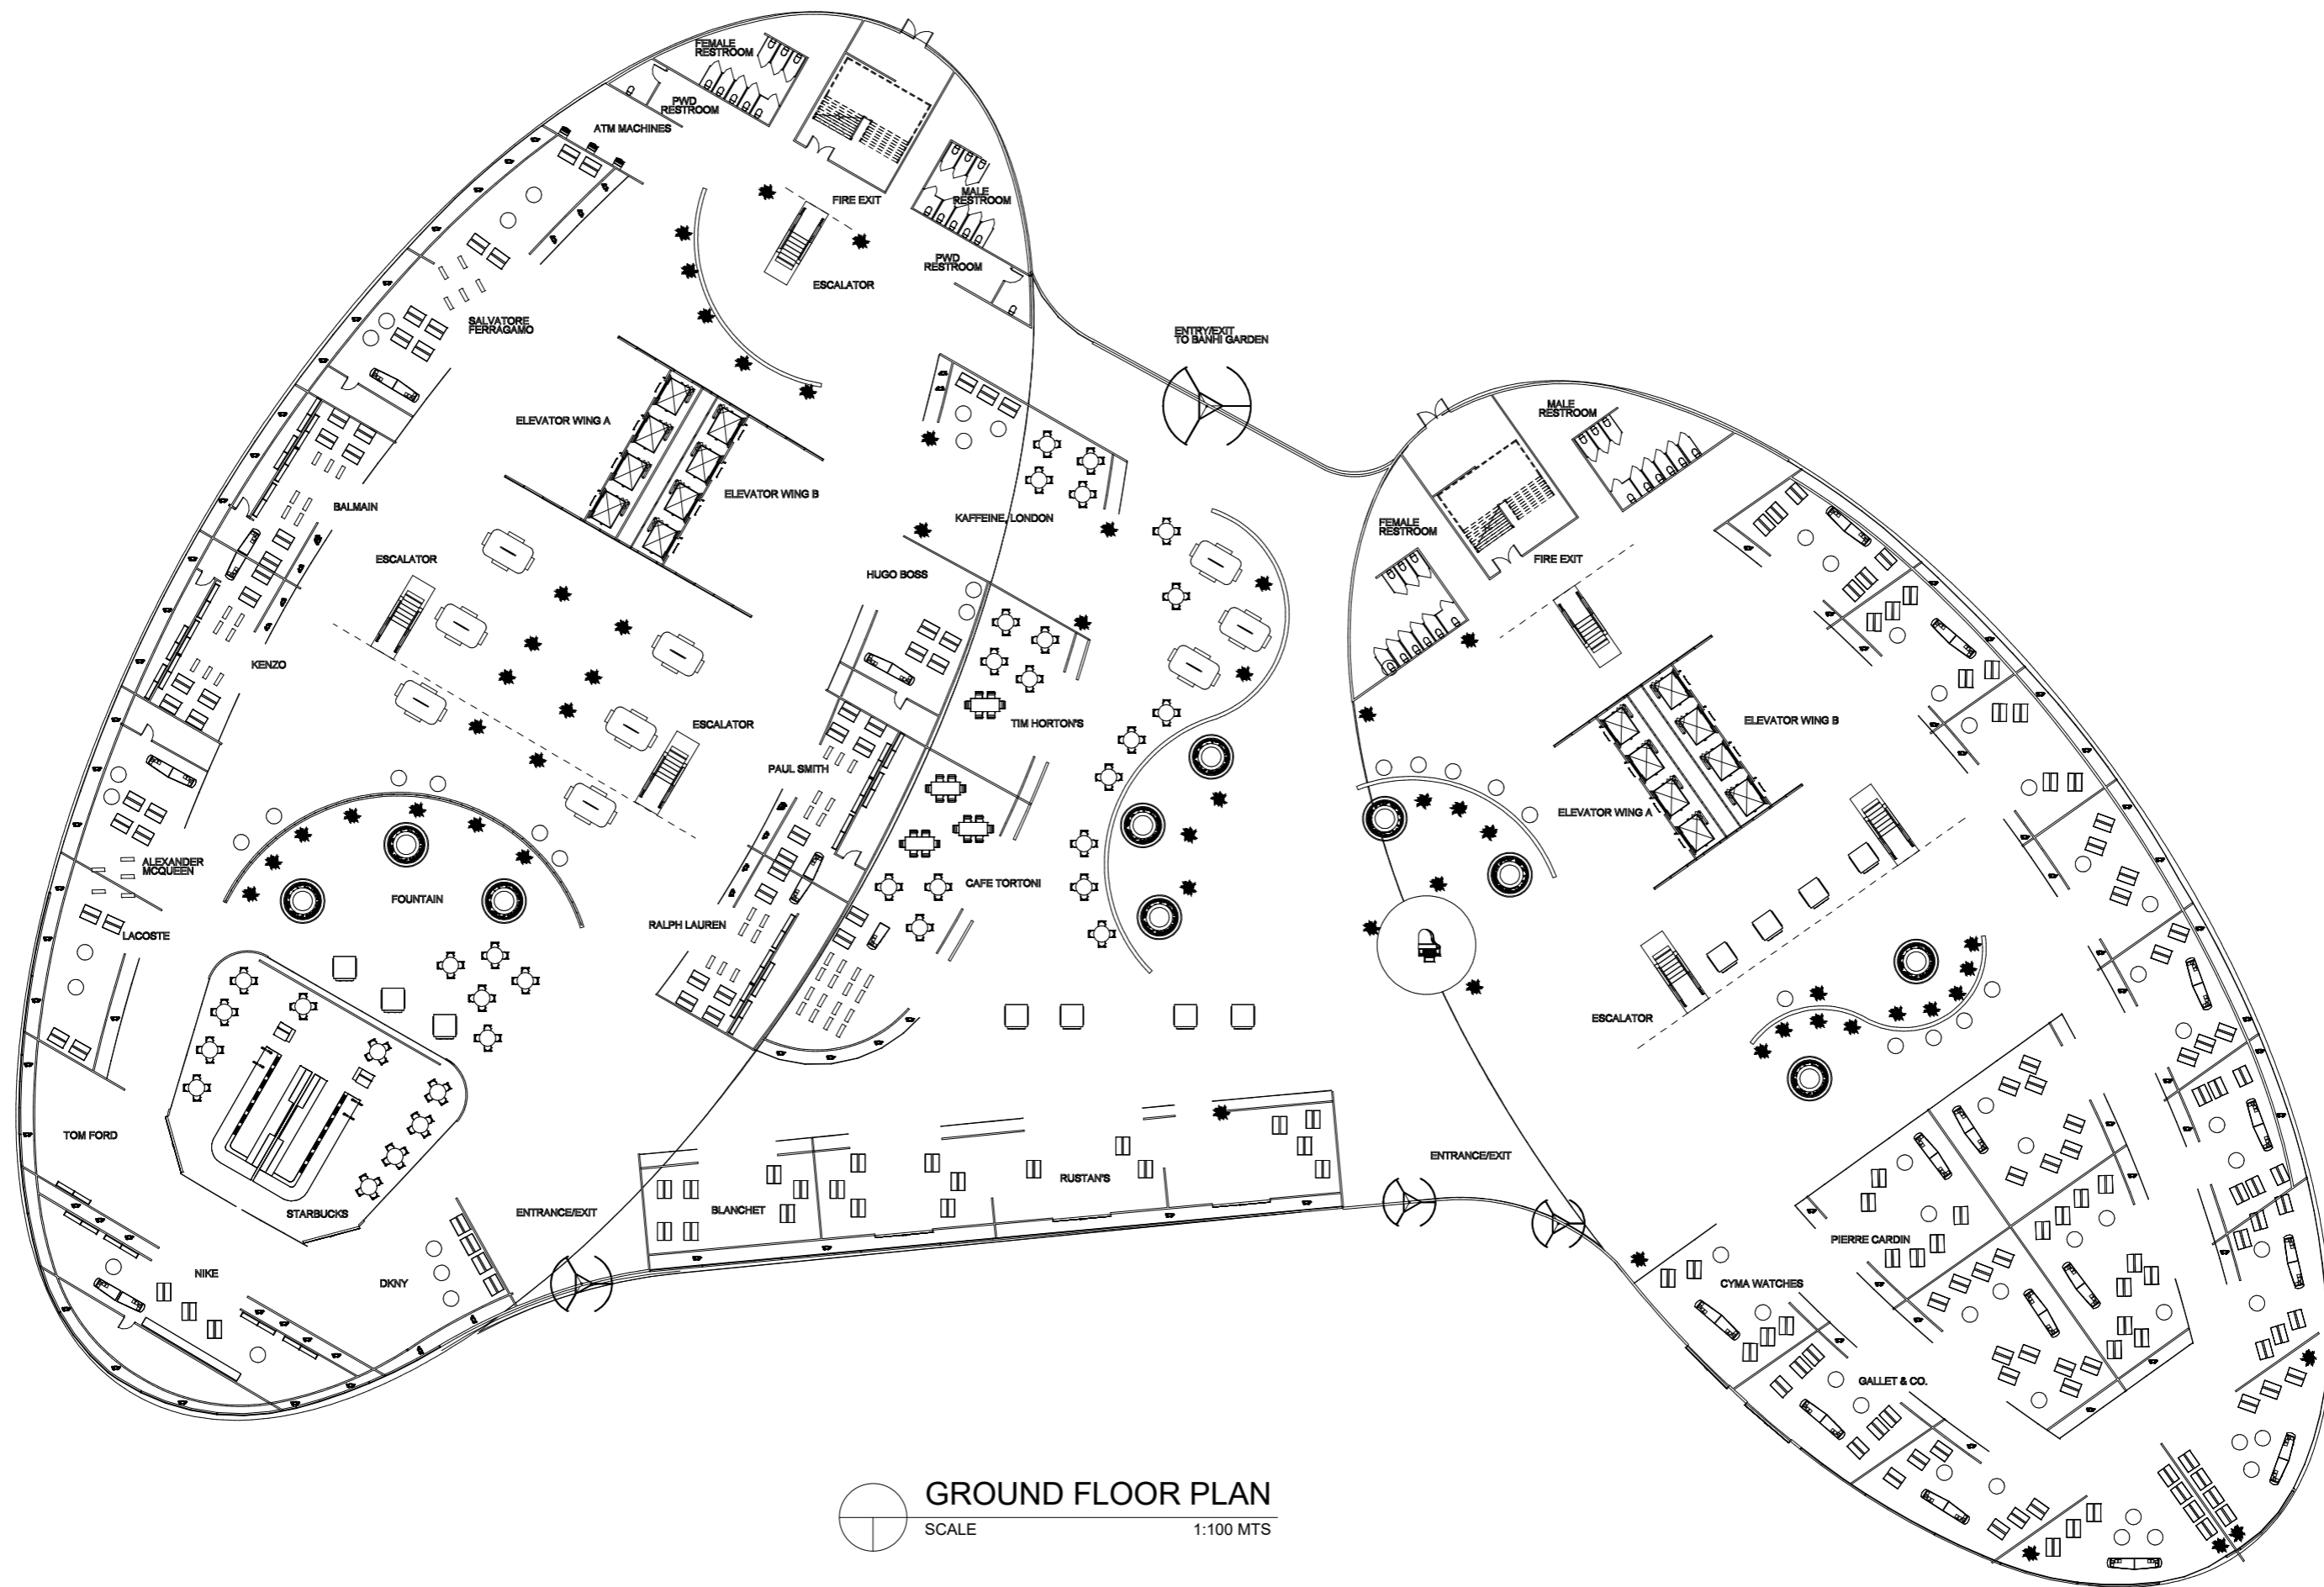 FEMALE
RESTROOM
PWD
RESTROOM
ATM MACHINES
FIRE EXIT
MALE
RESTROOM
PWD
RESTROOM
ESCALATOR
SALVATORE
FERRAGAMO
ENTRY/EXIT
TO BANHI GARDEN
ELEVATOR WING A
ELEVATOR WING B
BALMAIN
KAFFEINE, LONDON
MALE
RESTROOM
FEMALE
RESTROOM
FIRE EXIT
ESCALATOR
HUGO BOSS
KENZO
ESCALATOR
TIM HORTON'S
ELEVATOR WING B
PAUL SMITH
ELEVATOR WING A
ALEXANDER
MCQUEEN
FOUNTAIN
CAFE TORTONI
LACOSTE
RALPH LAUREN
ESCALATOR
TOM FORD
STARBUCKS
ENTRANCE/EXIT
BLANCHET
RUSTAN'S
ENTRANCE/EXIT
PIERRE CARDIN
NIKE
DKNY
CYMA WATCHES
GALLET & CO.
GROUND FLOOR PLAN
SCALE 1:100 MTS